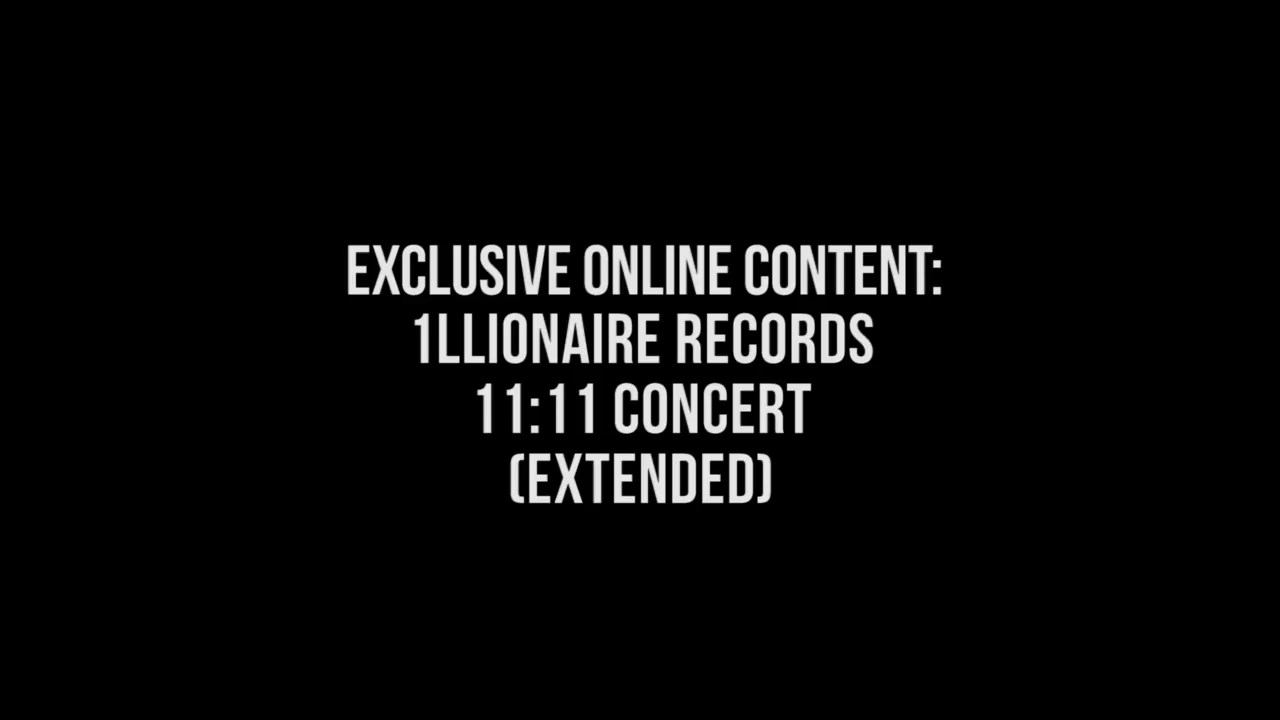 EXCLUSIVE ONLINE CONTENT:
1LLIONAIRE RECORDS
11:11 CONCERT
(EXTENDED)